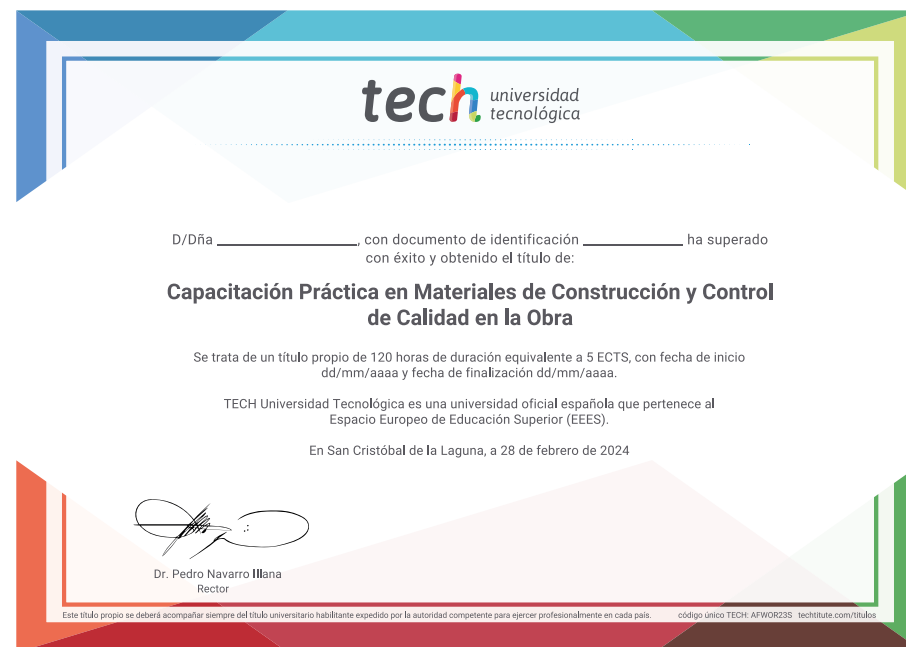 tech universidad
tecnológica
D/Dña ____________________, con documento de identificación ______________ ha superado
con éxito y obtenido el título de:
Capacitación Práctica en Materiales de Construcción y Control
de Calidad en la Obra
Se trata de un título propio de 120 horas de duración equivalente a 5 ECTS, con fecha de inicio
dd/mm/aaaa y fecha de finalización dd/mm/aaaa.
TECH Universidad Tecnológica es una universidad oficial española que pertenece al
Espacio Europeo de Educación Superior (EEES).
En San Cristóbal de la Laguna, a 28 de febrero de 2024
Dr. Pedro Navarro Illana
Rector
Este título propio se deberá acompañar siempre del título universitario habilitante expedido por la autoridad competente para ejercer profesionalmente en cada país. código único TECH: AFWOR23S techtitute.com/titulos